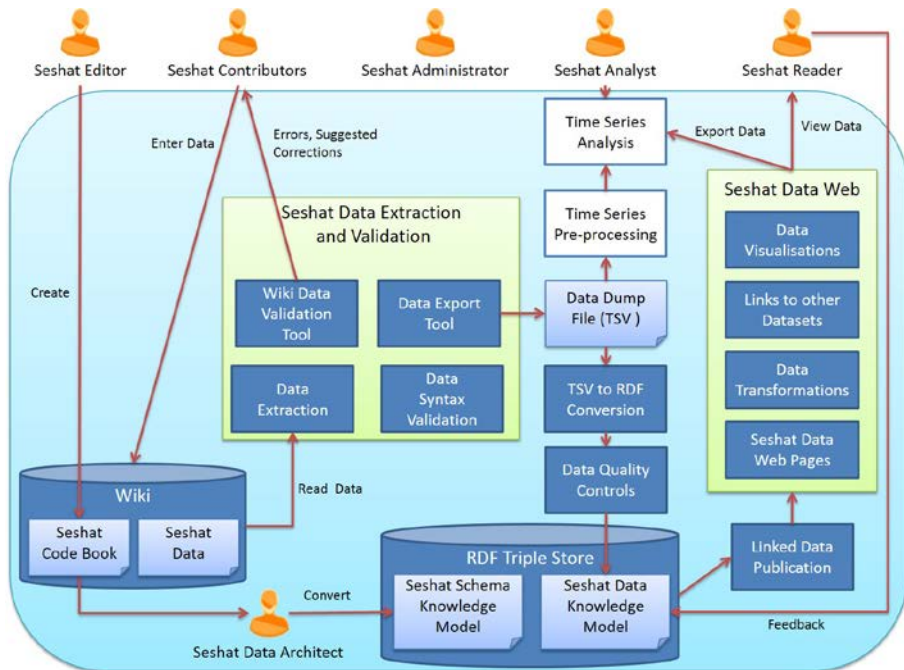 Seshat Editor
Seshat Contributors
Seshat Administrator
Seshat Analyst
Seshat Reader
Enter Data
Errors, Suggested
Corrections
Time Series
Analysis
Export Data
View Data
Seshat Data Extraction
and Validation
Time Series
Pre-processing
Seshat Data Web
Data
Visualisations
Create
Wiki Data
Validation
Tool
Data Export
Tool
Data Dump
File (TSV )
Links to other
Datasets
Data
Extraction
Data
Syntax
Validation
TSV to RDF
Conversion
Data
Transformations
Seshat Data
Web Pages
Wiki
Read Data
Data Quality
Controls
Seshat
Code Book
Seshat
Data
RDF Triple Store
Linked Data
Publication
Seshat Schema
Knowledge
Model
Seshat Data
Knowledge
Model
Convert
Feedback
Seshat Data Architect